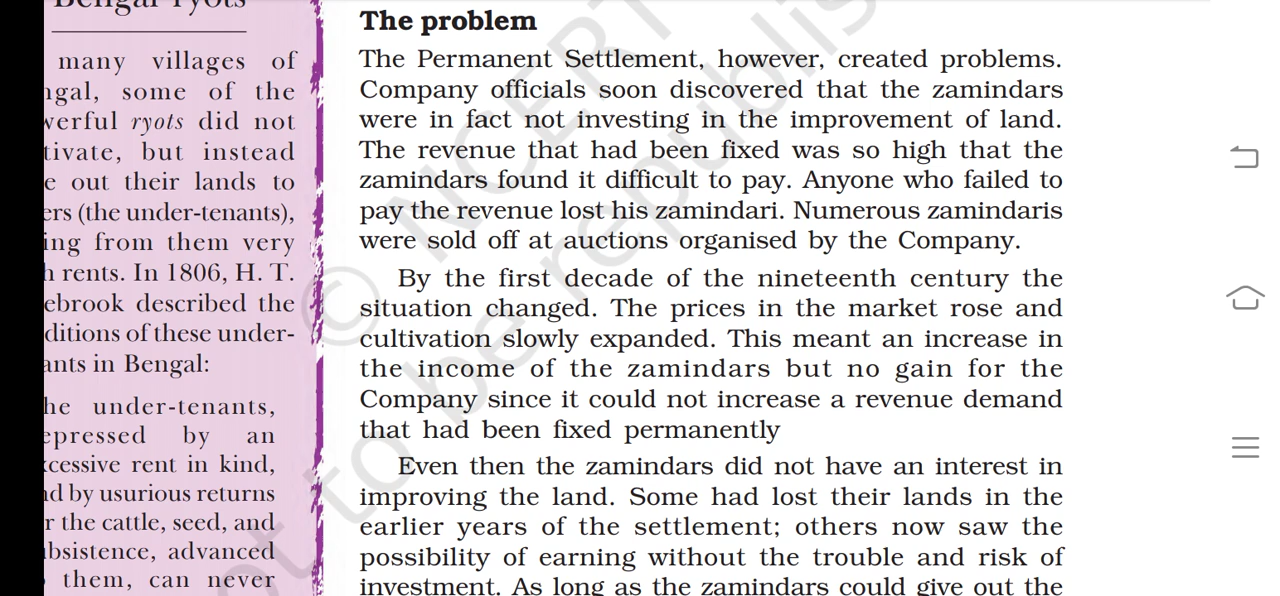 many villages of
some of the
ryots did not
but instead
out their lands to
(the under-tenants),
from them very
rents. In 1806, H. T.
described the
of these under-
in Bengal:
under-tenants,
by an
rent in kind,
by usurious returns
the cattle, seed, and
advanced
them, can never
The problem
The Permanent Settlement, however, created problems.
Company officials soon discovered that the zamindars
were in fact not investing in the improvement of land.
The revenue that had been fixed was so high that the
zamindars found it difficult to pay. Anyone who failed to
pay the revenue lost his zamindari. Numerous zamindaris
were sold off at auctions organised by the Company.
By the first decade of the nineteenth century the
situation changed. The prices in the market rose and
cultivation slowly expanded. This meant an increase in
the income of the zamindars but no gain for the
Company since it could not increase a revenue demand
that had been fixed permanently
Even then the zamindars did not have an interest in
improving the land. Some had lost their lands in the
earlier years of the settlement; others now saw the
possibility of earning without the trouble and risk of
investment. As long as the zamindars could give out the
© NCERT
not to be republis